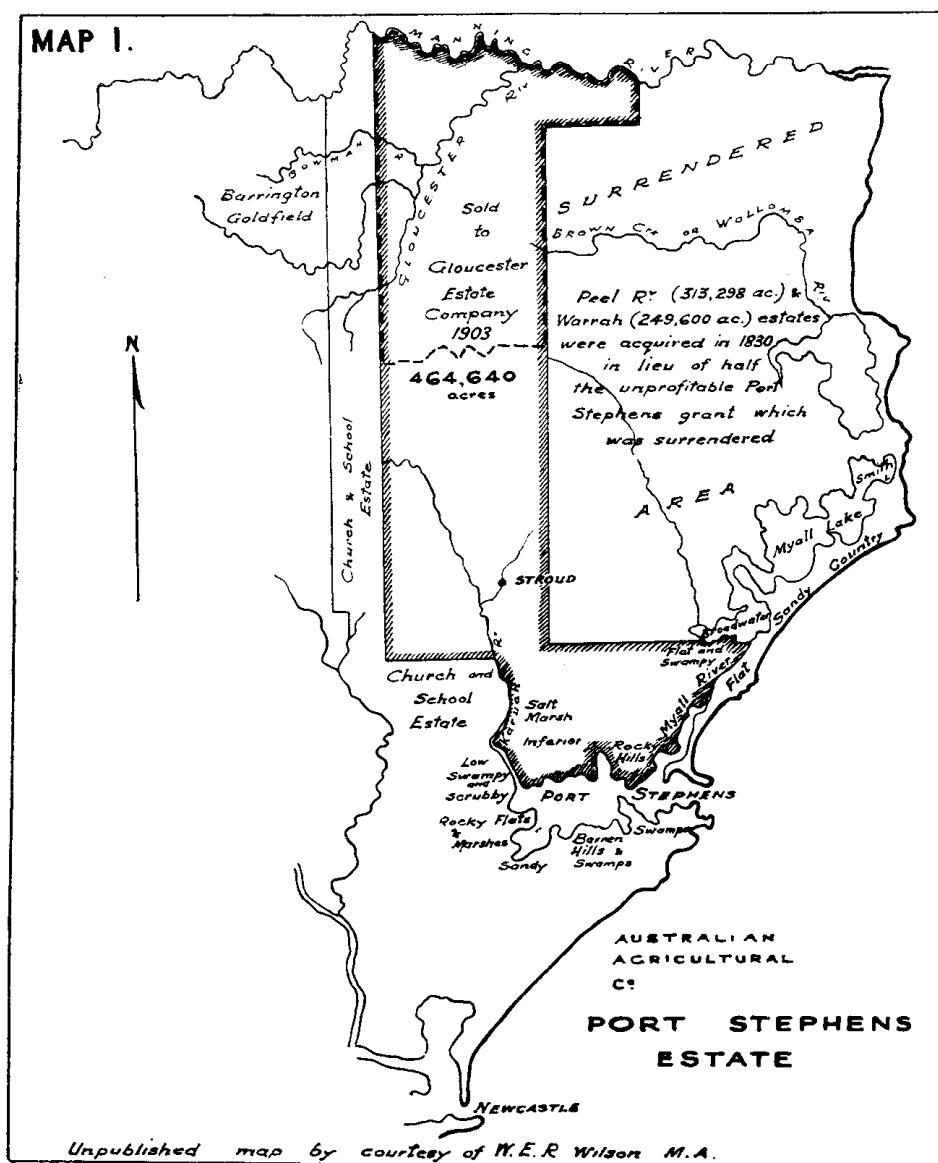 MAP 1.
MANNING RIVER
BOWMAN R.
Barrington
Goldfield
GLOUCESTER RIV.
Sold
to
Gloucester
Estate
Company
1903
464,640
acres
SURRENDERED
BROWN CRK OR WOLLOMBA RIV.
Peel Rr (313,298 ac.) &
Warrah (249,600 ac.) estates
were acquired in 1830
in lieu of half
the unprofitable Port
Stephens grant which
was surrendered
AREA
N
Church & School
Estate
STROUD
Smith L
Myall Lake
Sandy Country
Broadwater
Flat and
Swampy
Myall River
Flat
Church and
School
Estate
Karuah Rr
Salt
Marsh
Inferior
Rocky
Hills
Low
Swampy
and
Scrubby
PORT STEPHENS
Rocky Flats
&
Marshes
Sandy
Barren
Hills &
Swamps
Swamps
AUSTRALIAN
AGRICULTURAL
Co
PORT STEPHENS
ESTATE
NEWCASTLE
Unpublished map by courtesy of W.E.R Wilson M.A.